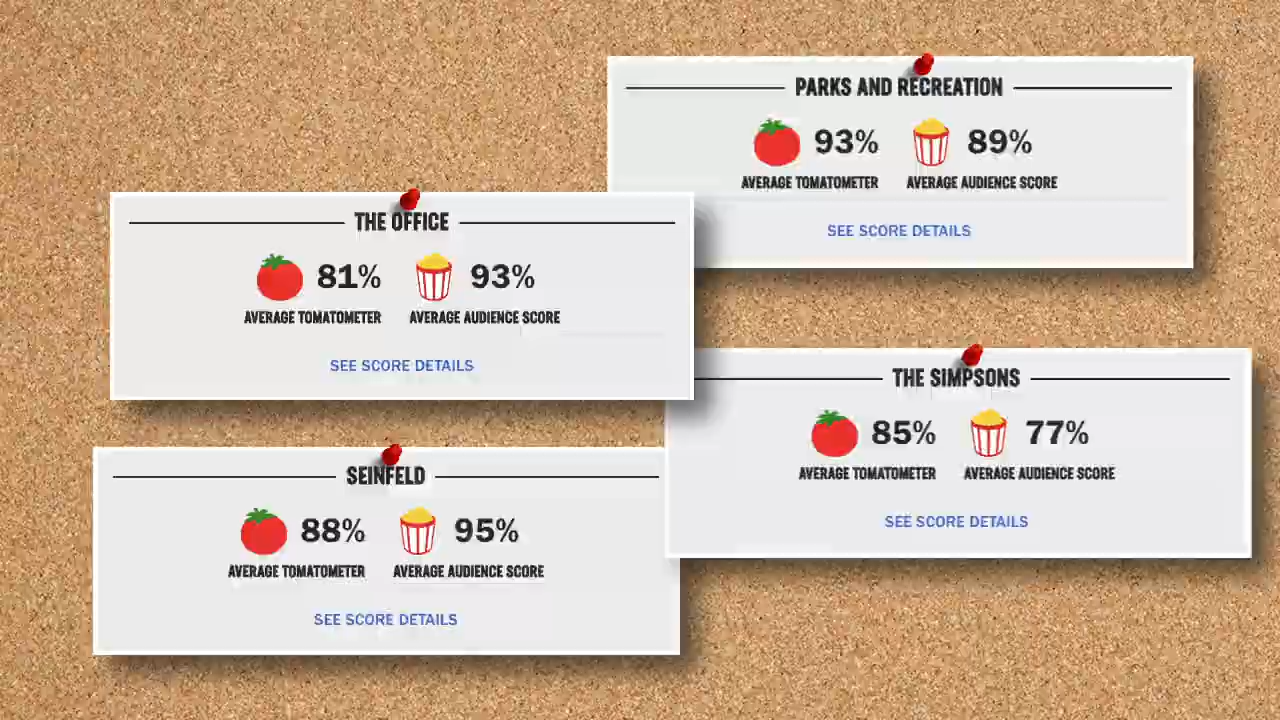 PARKS AND RECREATION
93% 89%
AVERAGE TOMATOMETER AVERAGE AUDIENCE SCORE
SEE SCORE DETAILS
THE OFFICE
81% 93%
AVERAGE TOMATOMETER AVERAGE AUDIENCE SCORE
SEE SCORE DETAILS
THE SIMPSONS
85% 77%
AVERAGE TOMATOMETER AVERAGE AUDIENCE SCORE
SEE SCORE DETAILS
SEINFELD
88% 95%
AVERAGE TOMATOMETER AVERAGE AUDIENCE SCORE
SEE SCORE DETAILS